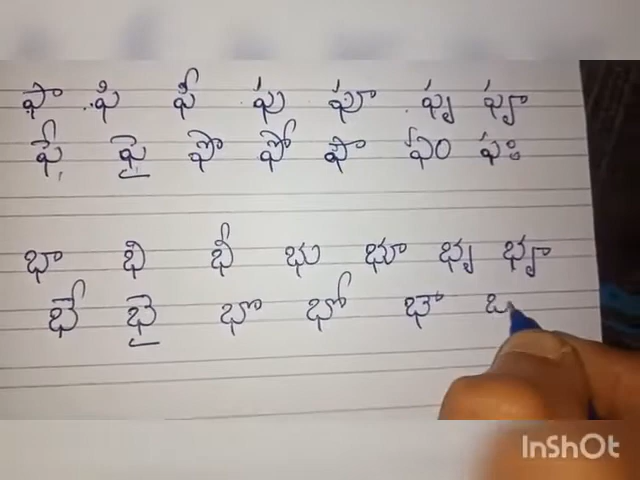 ఫా ఫి ఫీ ఫు ఫూ ఫృ ఫౄ
ఫే ఫై ఫొ ఫో ఫౌ ఫం ఫః
భా భి భీ భు భూ భృ భౄ
భే భై భొ భో భౌ
InShOt